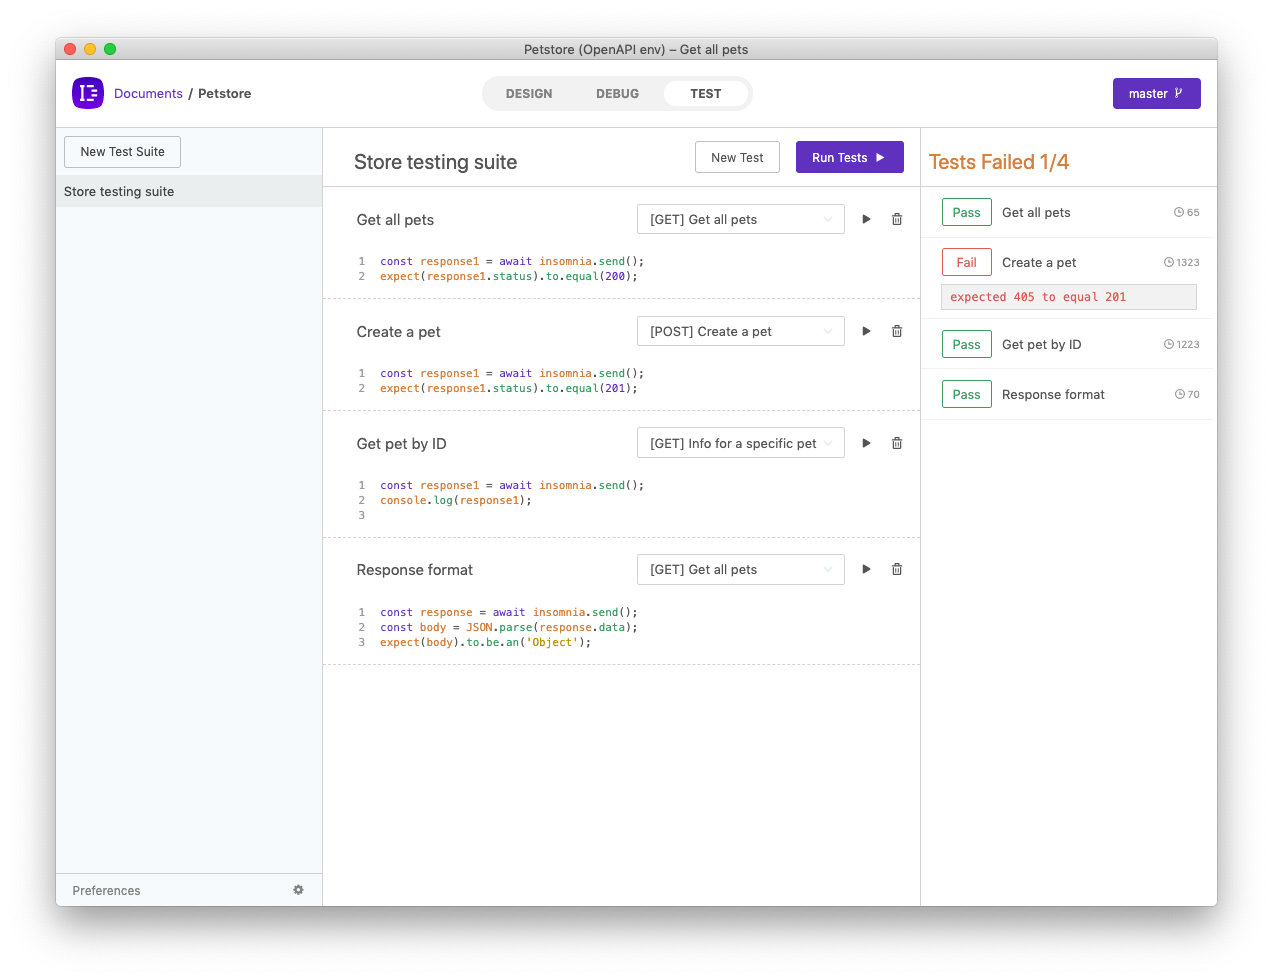 Petstore (OpenAPI env) – Get all pets
Documents / Petstore
DESIGN DEBUG TEST
master
New Test Suite
Store testing suite
Store testing suite
New Test
Run Tests
Get all pets
[GET] Get all pets
1 const response1 = await insomnia.send();
2 expect(response1.status).to.equal(200);
Create a pet
[POST] Create a pet
1 const response1 = await insomnia.send();
2 expect(response1.status).to.equal(201);
Get pet by ID
[GET] Info for a specific pet
1 const response1 = await insomnia.send();
2 console.log(response1);
3
Response format
[GET] Get all pets
1 const response = await insomnia.send();
2 const body = JSON.parse(response.data);
3 expect(body).to.be.an('Object');
Tests Failed 1/4
Pass Get all pets 65
Fail Create a pet 1323
expected 405 to equal 201
Pass Get pet by ID 1223
Pass Response format 70
Preferences